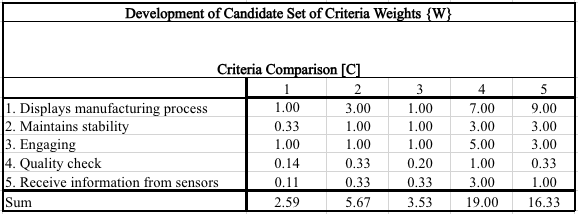 Development of Candidate Set of Criteria Weights {W}
Criteria Comparison [C]
1 2 3 4 5
1. Displays manufacturing process 1.00 3.00 1.00 7.00 9.00
2. Maintains stability 0.33 1.00 1.00 3.00 3.00
3. Engaging 1.00 1.00 1.00 5.00 3.00
4. Quality check 0.14 0.33 0.20 1.00 0.33
5. Receive information from sensors 0.11 0.33 0.33 3.00 1.00
Sum 2.59 5.67 3.53 19.00 16.33